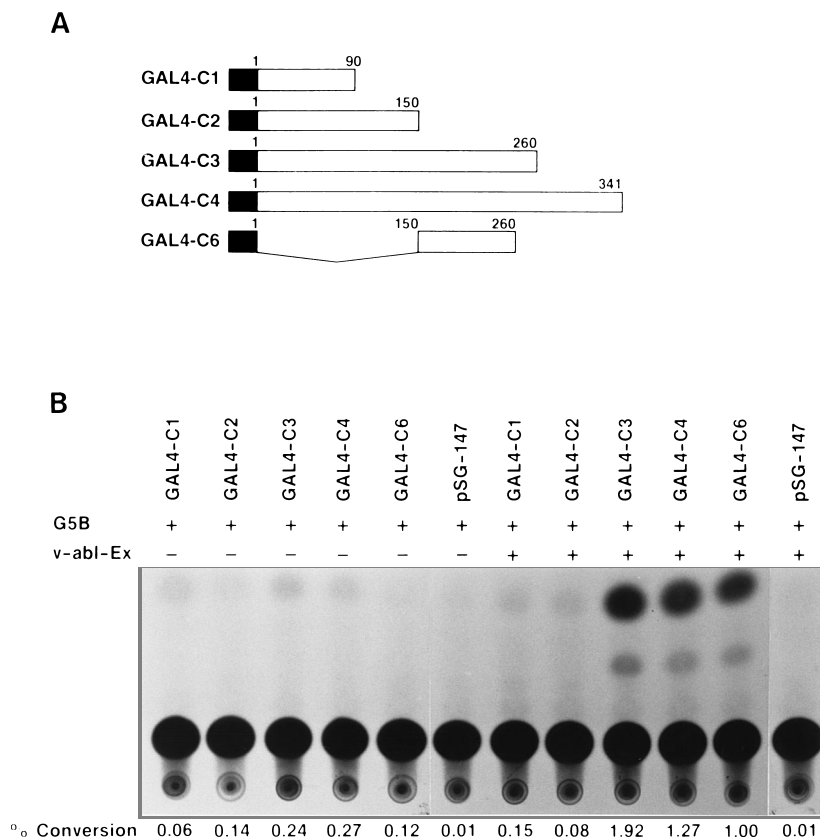 A
1 90
GAL4-C1
1 150
GAL4-C2
1 260
GAL4-C3
1 341
GAL4-C4
1 150 260
GAL4-C6
B
GAL4-C1 GAL4-C2 GAL4-C3 GAL4-C4 GAL4-C6 pSG-147 GAL4-C1 GAL4-C2 GAL4-C3 GAL4-C4 GAL4-C6 pSG-147
G5B + + + + + + + + + + + +
v-abl-Ex – – – – – – + + + + + +
% Conversion 0.06 0.14 0.24 0.27 0.12 0.01 0.15 0.08 1.92 1.27 1.00 0.01